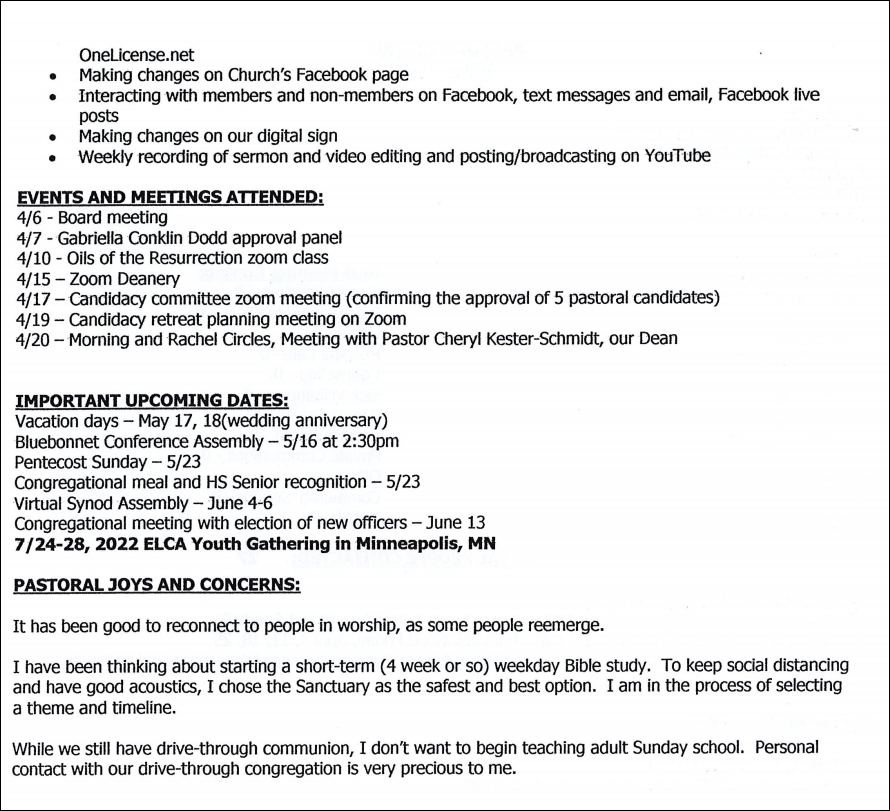 OneLicense.net
• Making changes on Church's Facebook page
• Interacting with members and non-members on Facebook, text messages and email, Facebook live
posts
• Making changes on our digital sign
• Weekly recording of sermon and video editing and posting/broadcasting on YouTube
EVENTS AND MEETINGS ATTENDED:
4/6 - Board meeting
4/7 - Gabriella Conklin Dodd approval panel
4/10 - Oils of the Resurrection zoom class
4/15 – Zoom Deanery
4/17 – Candidacy committee zoom meeting (confirming the approval of 5 pastoral candidates)
4/19 – Candidacy retreat planning meeting on Zoom
4/20 – Morning and Rachel Circles, Meeting with Pastor Cheryl Kester-Schmidt, our Dean
IMPORTANT UPCOMING DATES:
Vacation days – May 17, 18(wedding anniversary)
Bluebonnet Conference Assembly – 5/16 at 2:30pm
Pentecost Sunday – 5/23
Congregational meal and HS Senior recognition – 5/23
Virtual Synod Assembly – June 4-6
Congregational meeting with election of new officers – June 13
7/24-28, 2022 ELCA Youth Gathering in Minneapolis, MN
PASTORAL JOYS AND CONCERNS:
It has been good to reconnect to people in worship, as some people reemerge.
I have been thinking about starting a short-term (4 week or so) weekday Bible study.  To keep social distancing
and have good acoustics, I chose the Sanctuary as the safest and best option.  I am in the process of selecting
a theme and timeline.
While we still have drive-through communion, I don't want to begin teaching adult Sunday school.  Personal
contact with our drive-through congregation is very precious to me.